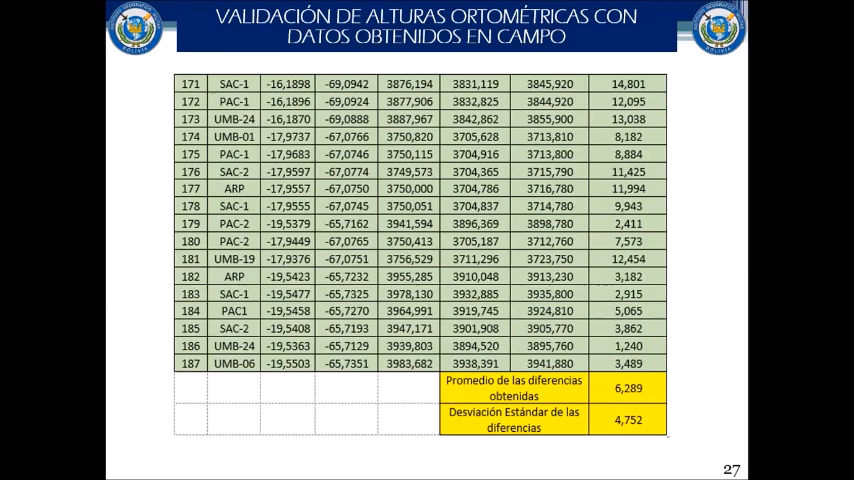 VALIDACIÓN DE ALTURAS ORTOMÉTRICAS CON
DATOS OBTENIDOS EN CAMPO
171 SAC-1 -16,1898 -69,0942 3876,194 3831,119 3845,920 14,801
172 PAC-1 -16,1896 -69,0924 3877,906 3832,825 3844,920 12,095
173 UMB-24 -16,1870 -69,0888 3887,967 3842,862 3855,900 13,038
174 UMB-01 -17,9737 -67,0766 3750,820 3705,628 3713,810 8,182
175 PAC-1 -17,9683 -67,0746 3750,115 3704,916 3713,800 8,884
176 SAC-2 -17,9597 -67,0774 3749,573 3704,365 3715,790 11,425
177 ARP -17,9557 -67,0750 3750,000 3704,786 3716,780 11,994
178 SAC-1 -17,9555 -67,0745 3750,051 3704,837 3714,780 9,943
179 PAC-2 -19,5379 -65,7162 3941,594 3896,369 3898,780 2,411
180 PAC-2 -17,9449 -67,0765 3750,413 3705,187 3712,760 7,573
181 UMB-19 -17,9376 -67,0751 3756,529 3711,296 3723,750 12,454
182 ARP -19,5423 -65,7232 3955,285 3910,048 3913,230 3,182
183 SAC-1 -19,5477 -65,7325 3978,130 3932,885 3935,800 2,915
184 PAC1 -19,5458 -65,7270 3964,991 3919,745 3924,810 5,065
185 SAC-2 -19,5408 -65,7193 3947,171 3901,908 3905,770 3,862
186 UMB-24 -19,5363 -65,7129 3939,803 3894,520 3895,760 1,240
187 UMB-06 -19,5503 -65,7351 3983,682 3938,391 3941,880 3,489
Promedio de las diferencias
obtenidas 6,289
Desviación Estándar de las
diferencias 4,752
27